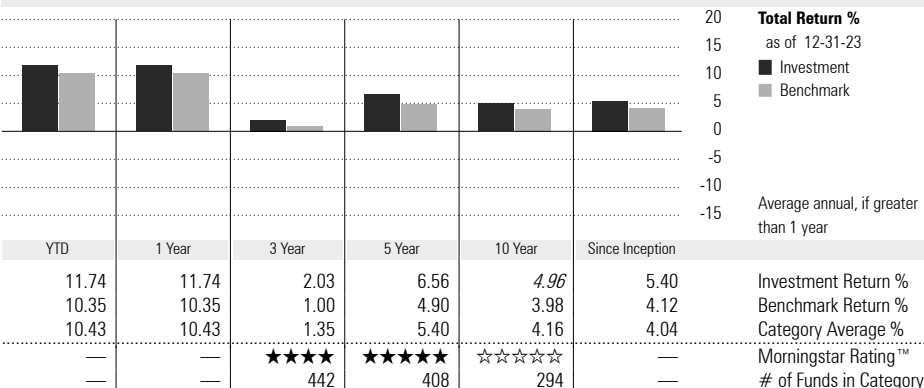 20 Total Return %
15 as of 12-31-23
Investment
10
Benchmark
5
0
-5
-10
-15
Average annual, if greater
than 1 year
YTD 1 Year 3 Year 5 Year 10 Year Since Inception
11.74 11.74 2.03 6.56 4.96 5.40 Investment Return %
10.35 10.35 1.00 4.90 3.98 4.12 Benchmark Return %
10.43 10.43 1.35 5.40 4.16 4.04 Category Average %
— — ★★★★ ★★★★★ ☆☆☆☆☆ — Morningstar Rating™
— — 442 408 294 — # of Funds in Category